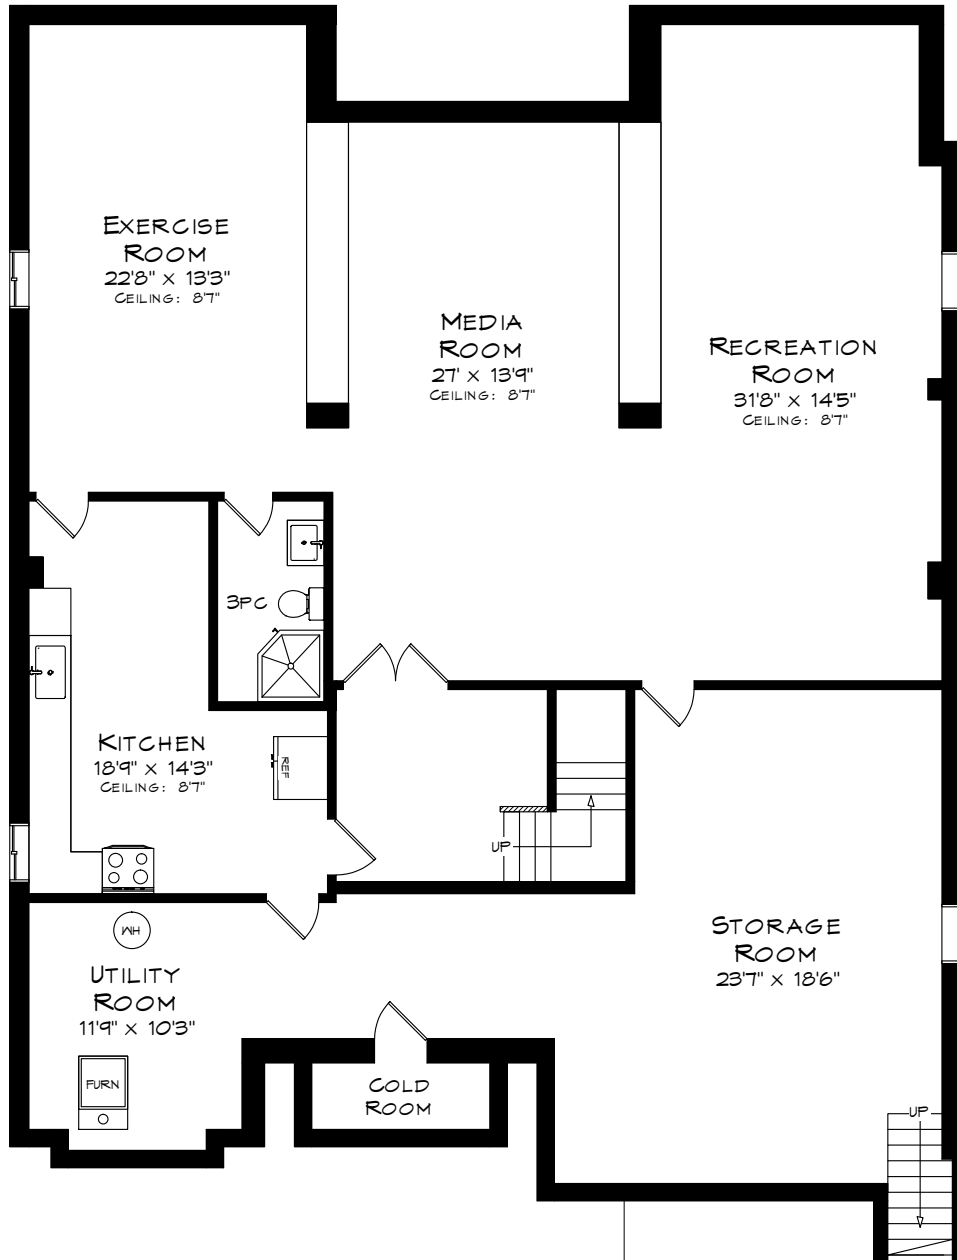 EXERCISE
ROOM
22'8" x 13'3"
CEILING: 8'7"
MEDIA
ROOM
27' x 13'9"
CEILING: 8'7"
RECREATION
ROOM
31'8" x 14'5"
CEILING: 8'7"
3PC
KITCHEN
18'9" x 14'3"
CEILING: 8'7"
REF
UP
STORAGE
ROOM
23'7" x 18'6"
WH
UTILITY
ROOM
11'9" x 10'3"
FURN
COLD
ROOM
UP